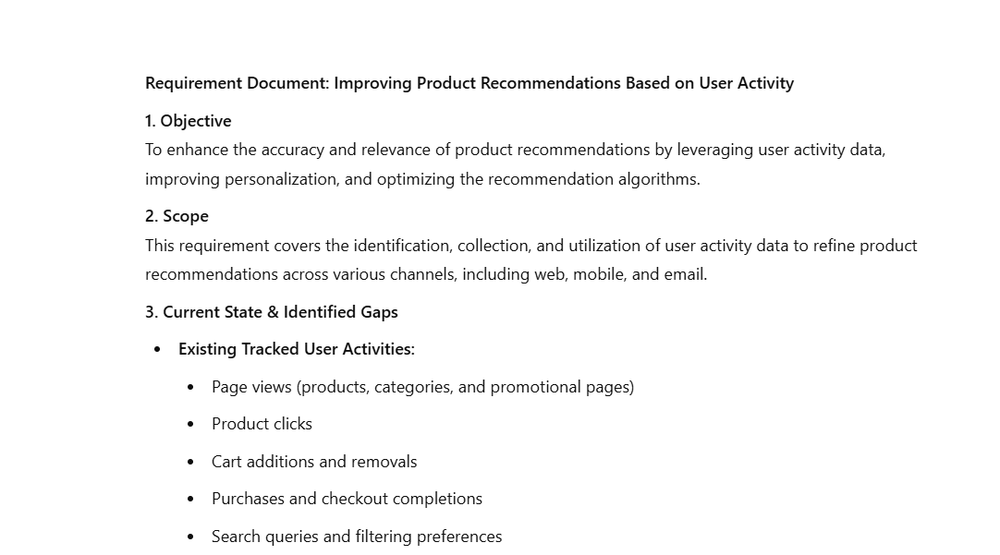 Requirement Document: Improving Product Recommendations Based on User Activity
1. Objective
To enhance the accuracy and relevance of product recommendations by leveraging user activity data,
improving personalization, and optimizing the recommendation algorithms.
2. Scope
This requirement covers the identification, collection, and utilization of user activity data to refine product
recommendations across various channels, including web, mobile, and email.
3. Current State & Identified Gaps
• Existing Tracked User Activities:
• Page views (products, categories, and promotional pages)
• Product clicks
• Cart additions and removals
• Purchases and checkout completions
• Search queries and filtering preferences